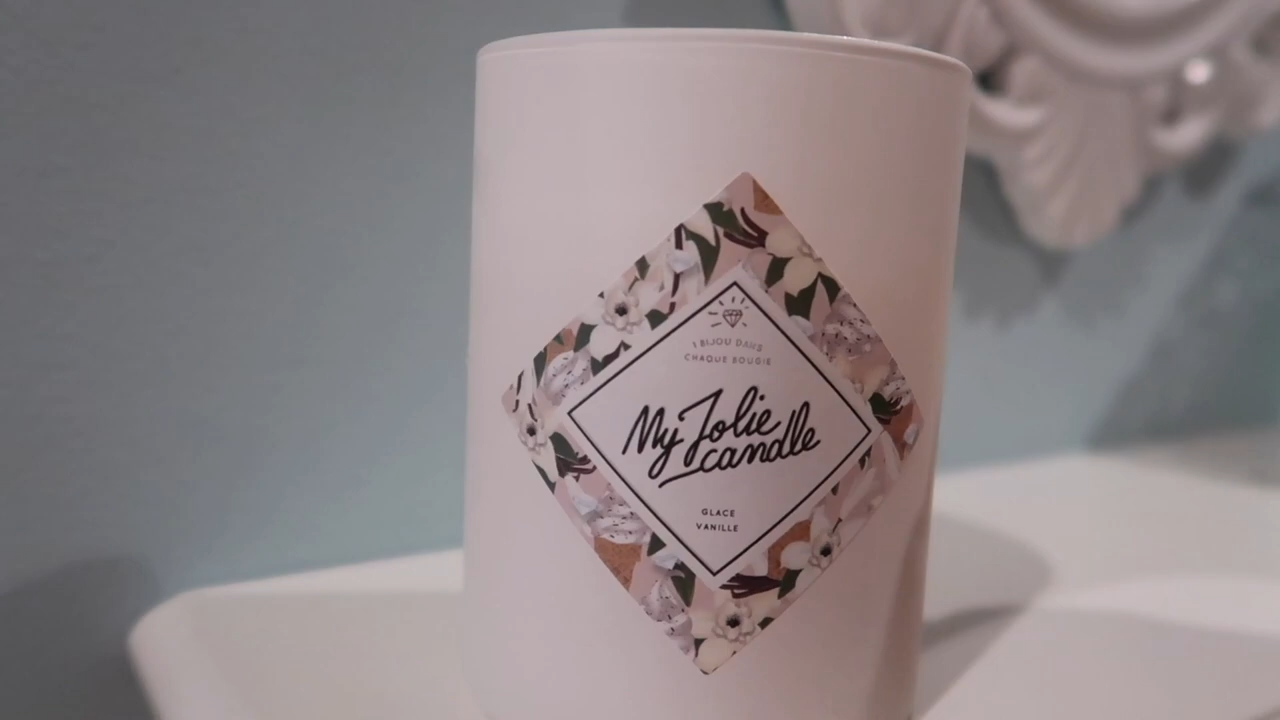 1 BIJOU DANS
CHAQUE BOUGIE
My Jolie
candle
GLACE
VANILLE